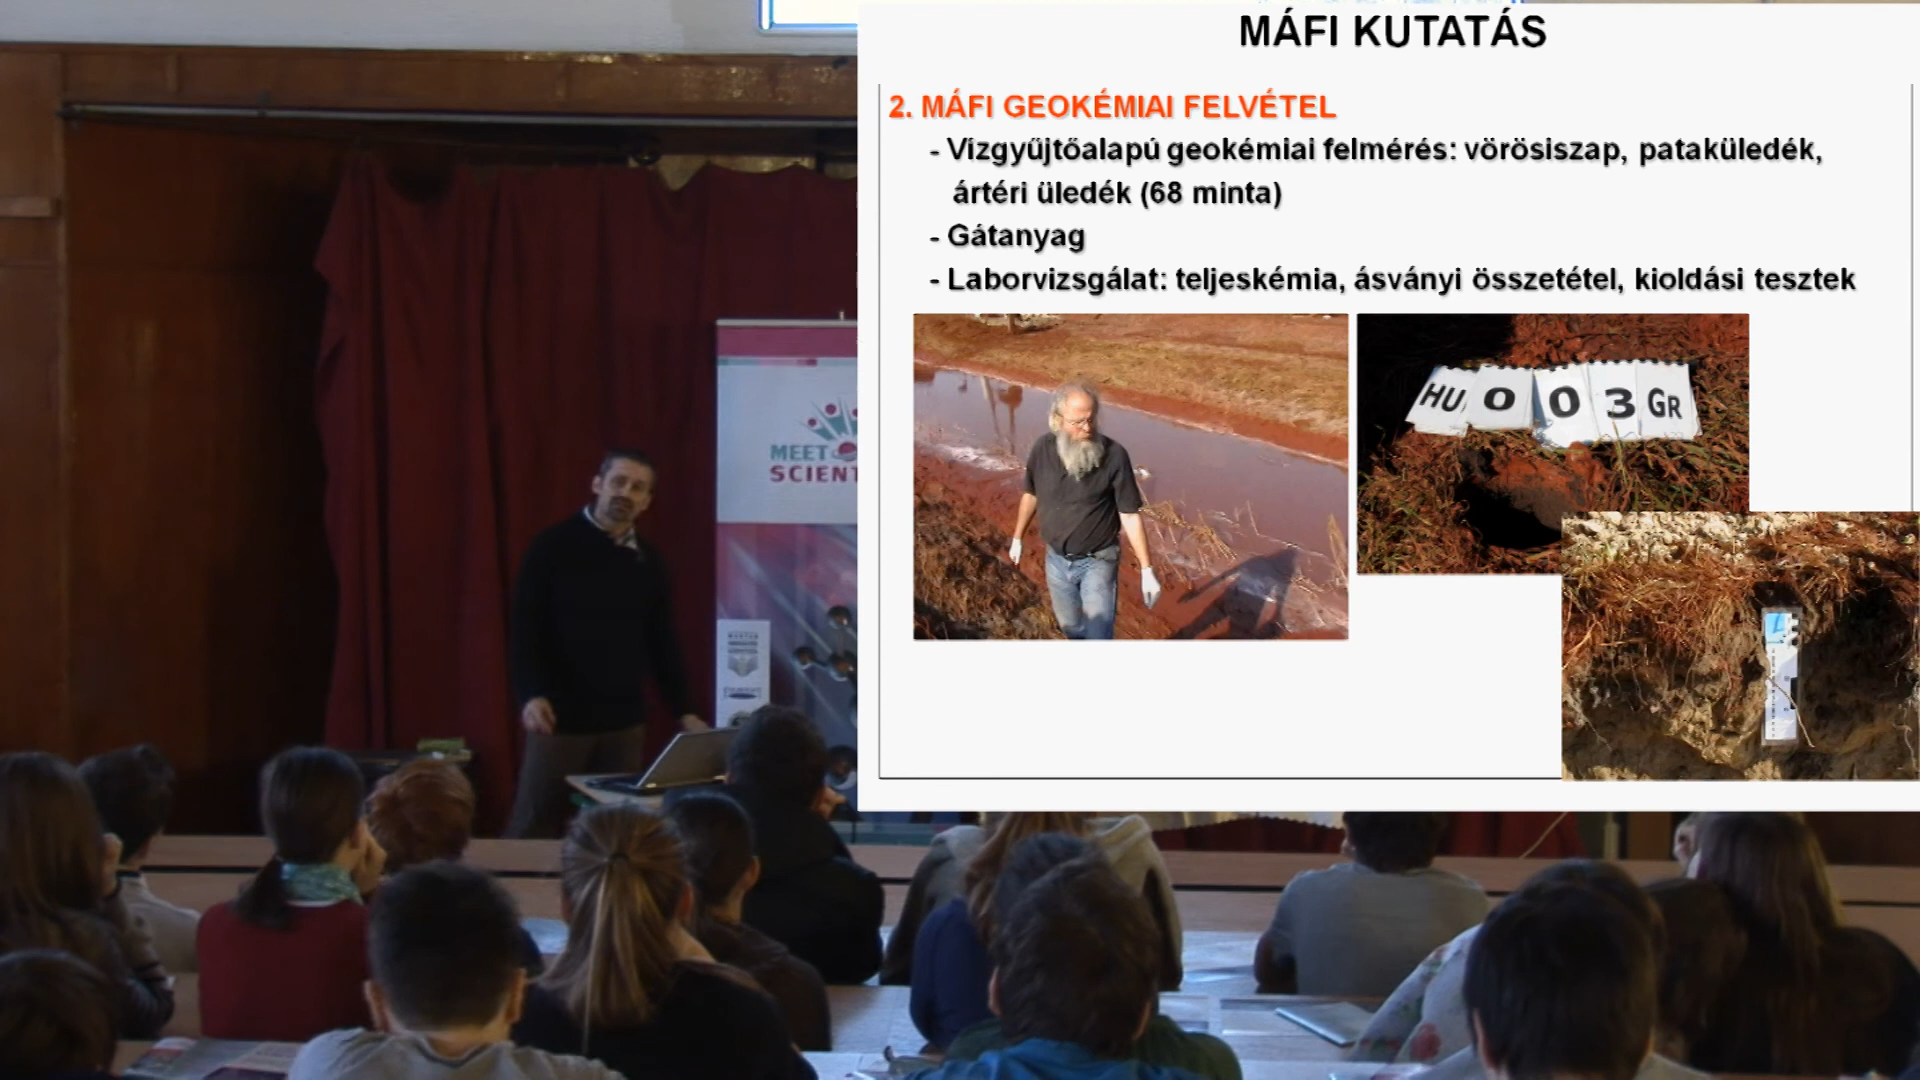 MÁFI KUTATÁS
2. MÁFI GEOKÉMIAI FELVÉTEL
- Vízgyűjtőalapú geokémiai felmérés: vörösiszap, pataküledék,
ártéri üledék (68 minta)
- Gátanyag
- Laborvizsgálat: teljeskémia, ásványi összetétel, kioldási tesztek
HU 0 0 3 GR
MEET
SCIENT